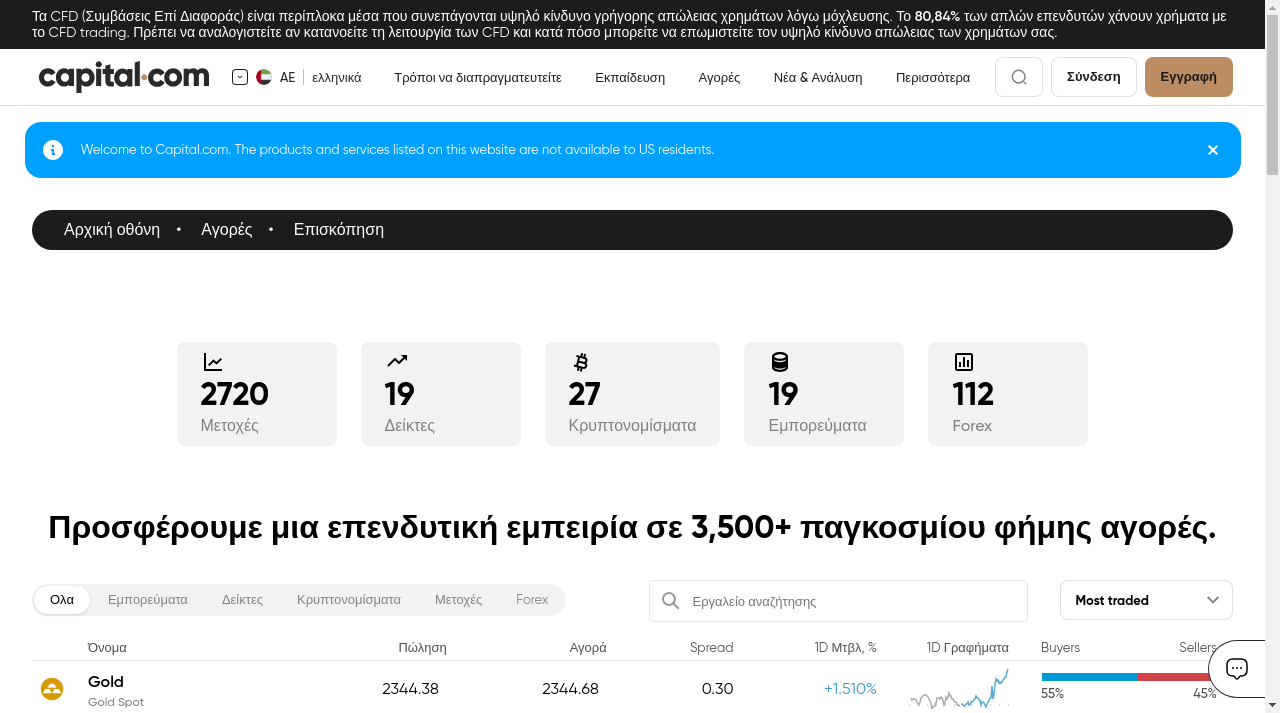 Τα CFD (Συμβάσεις Επί Διαφοράς) είναι περίπλοκα μέσα που συνεπάγονται υψηλό κίνδυνο γρήγορης απώλειας χρημάτων λόγω μόχλευσης. Το 80,84% των απλών επενδυτών χάνουν χρήματα με
το CFD trading. Πρέπει να αναλογιστείτε αν κατανοείτε τη λειτουργία των CFD και κατά πόσο μπορείτε να επωμιστείτε τον υψηλό κίνδυνο απώλειας των χρημάτων σας.
capital.com AE ελληνικά Τρόποι να διαπραγματευτείτε Εκπαίδευση Αγορές Νέα & Ανάλυση Περισσότερα Σύνδεση Εγγραφή
Welcome to Capital.com. The products and services listed on this website are not available to US residents.
Αρχική οθόνη • Αγορές • Επισκόπηση
2720 19 27 19 112
Μετοχές Δείκτες Κρυπτονομίσματα Εμπορεύματα Forex
Προσφέρουμε μια επενδυτική εμπειρία σε 3,500+ παγκοσμίου φήμης αγορές.
Ολα Εμπορεύματα Δείκτες Κρυπτονομίσματα Μετοχές Forex Εργαλείο αναζήτησης Most traded
Όνομα Πώληση Αγορά Spread 1D Μτβλ, % 1D Γραφήματα Buyers Sellers
Gold 2344.38 2344.68 0.30 +1.510%
Gold Spot 55% 45%